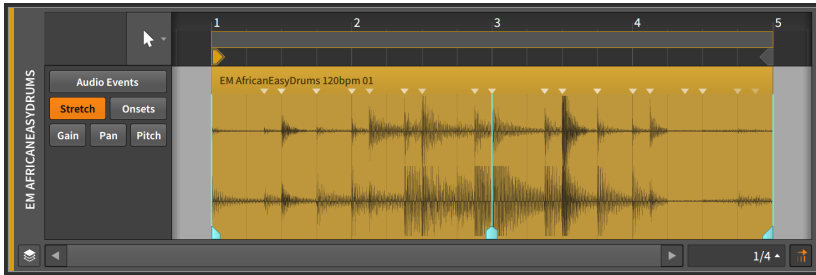 1 2 3 4 5
EM AFRICANEASYDRUMS
Audio Events
EM AfricanEasyDrums 120bpm 01
Stretch Onsets
Gain Pan Pitch
1/4